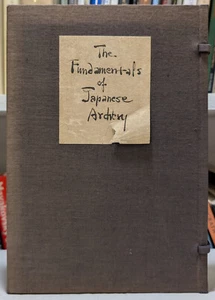 The
Fundamentals
of
Japanese
Archery